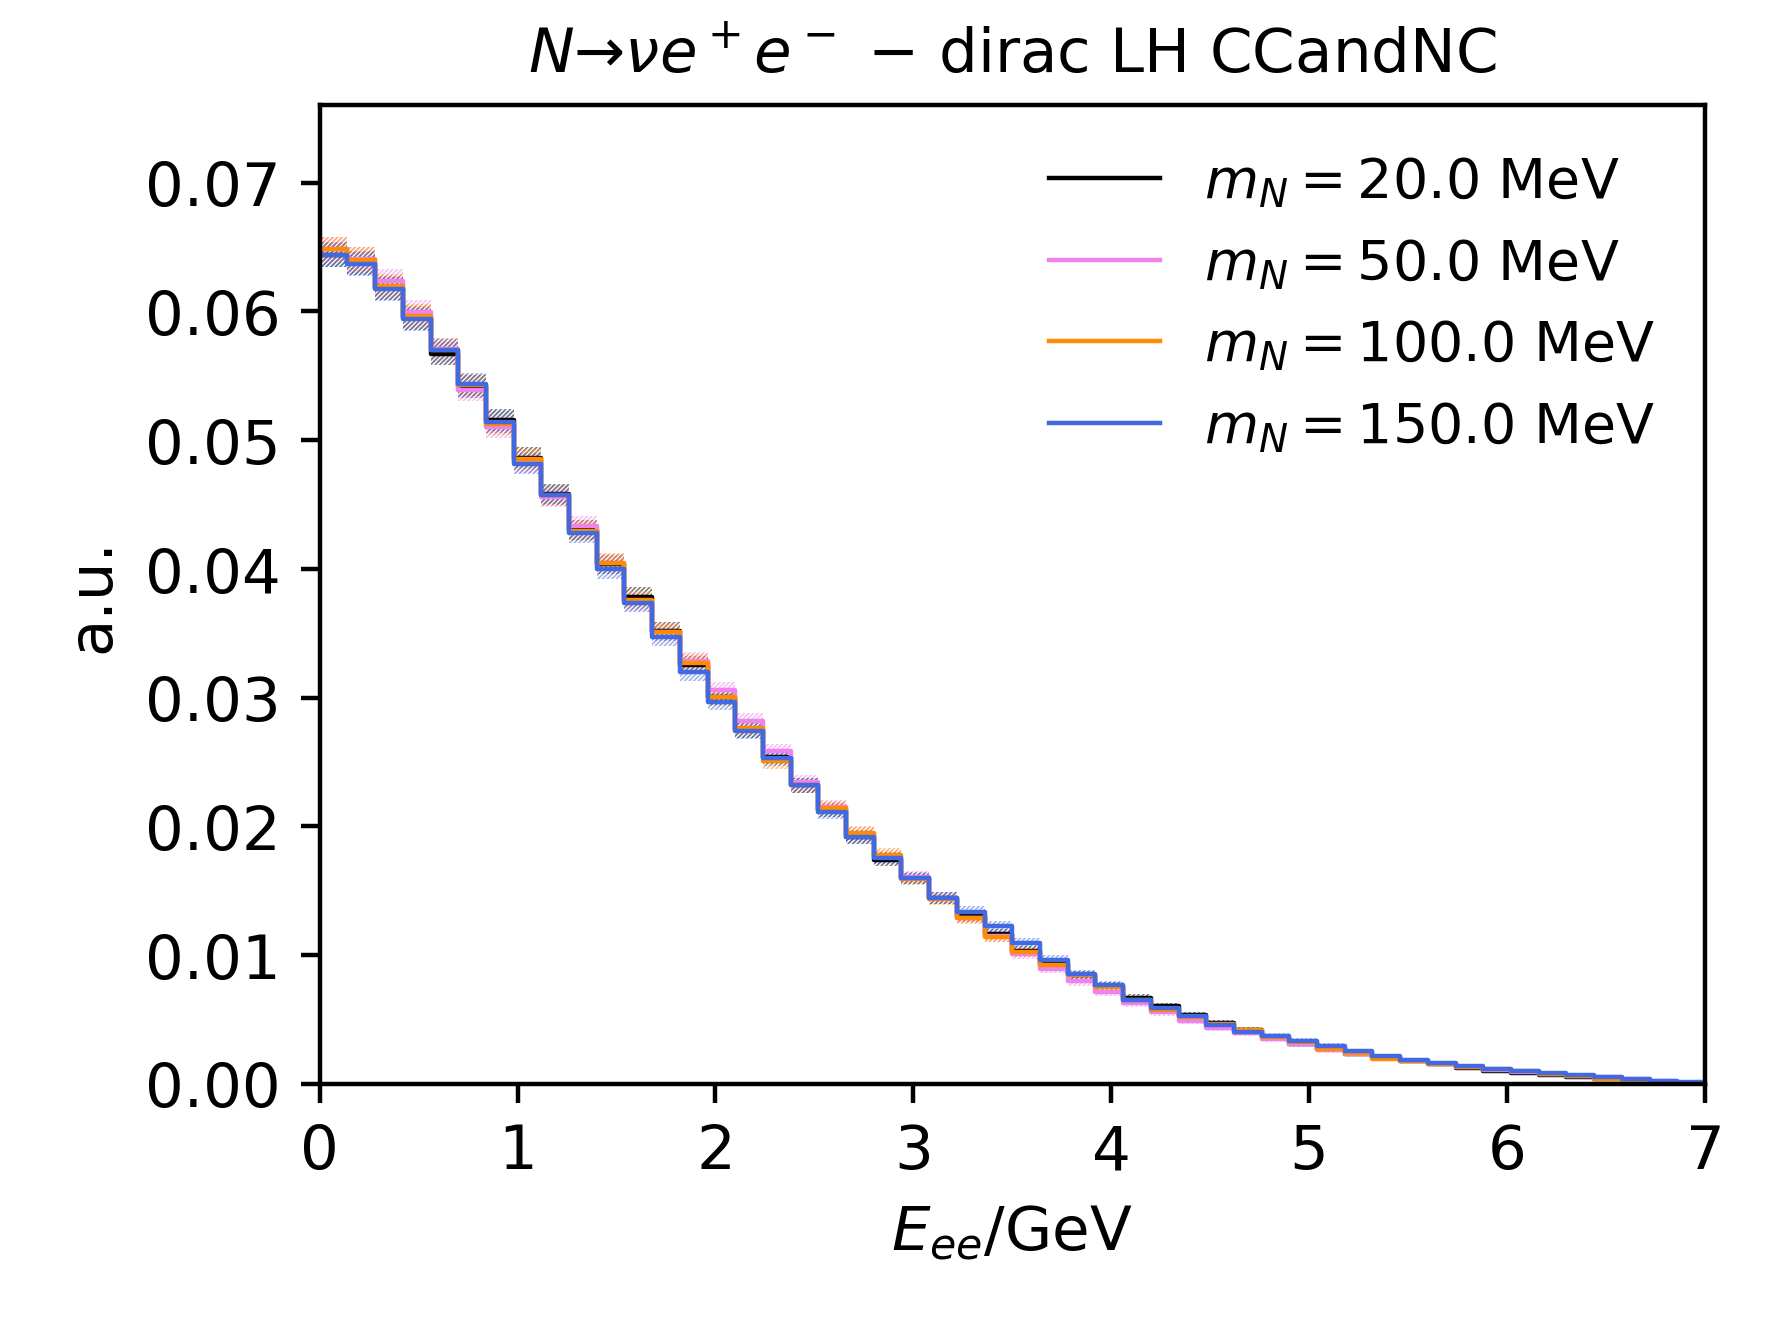 N→νe⁺e⁻ − dirac LH CCandNC
m_N = 20.0 MeV
m_N = 50.0 MeV
m_N = 100.0 MeV
m_N = 150.0 MeV
a.u.
0.07
0.06
0.05
0.04
0.03
0.02
0.01
0.00
0 1 2 3 4 5 6 7
E_ee/GeV